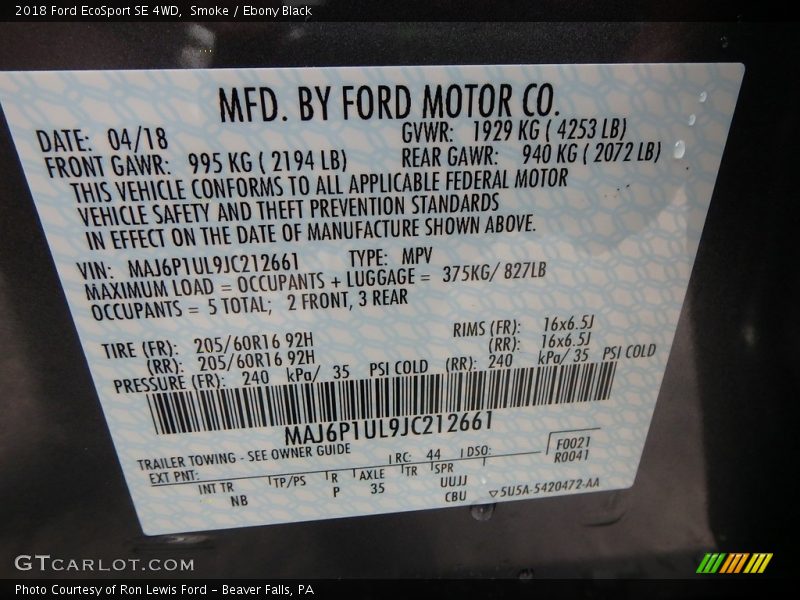 2018 Ford EcoSport SE 4WD, Smoke / Ebony Black
MFD. BY FORD MOTOR CO.
DATE: 04/18 GVWR: 1929 KG ( 4253 LB)
FRONT GAWR: 995 KG ( 2194 LB) REAR GAWR: 940 KG ( 2072 LB)
THIS VEHICLE CONFORMS TO ALL APPLICABLE FEDERAL MOTOR
VEHICLE SAFETY AND THEFT PREVENTION STANDARDS
IN EFFECT ON THE DATE OF MANUFACTURE SHOWN ABOVE.
VIN: MAJ6P1UL9JC212661 TYPE: MPV
MAXIMUM LOAD = OCCUPANTS + LUGGAGE = 375KG/ 827LB
OCCUPANTS = 5 TOTAL; 2 FRONT, 3 REAR
TIRE (FR): 205/60R16 92H RIMS (FR): 16x6.5J
(RR): 205/60R16 92H (RR): 16x6.5J
PRESSURE (FR): 240 kPa/ 35 PSI COLD (RR): 240 kPa/ 35 PSI COLD
MAJ6P1UL9JC212661
TRAILER TOWING - SEE OWNER GUIDE RC: 44 DSO: F0021
EXT PNT: R0041
INT TR TP/PS R AXLE TR SPR
NB P 35 UUJJ
CBU 5U5A-5420472-AA
GTCARLOT.COM
Photo Courtesy of Ron Lewis Ford - Beaver Falls, PA